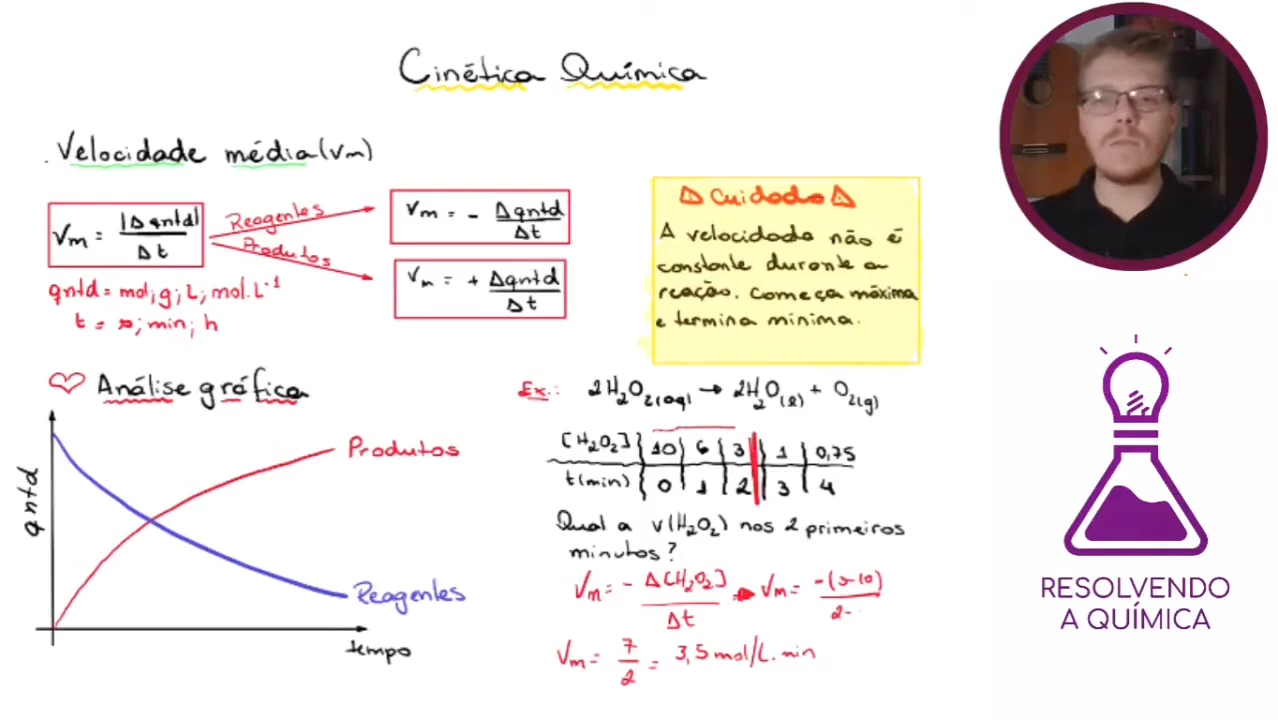 Cinética Química
Velocidade média (Vm)
Vm = |Δqntd| / Δt
Reagentes
Produtos
Vm = - Δqntd / Δt
Vm = + Δqntd / Δt
qntd = mol; g; L; mol.L⁻¹
t = s; min; h
Cuidado
A velocidade não é
constante durante a
reação. Começa máxima
e termina mínima.
Análise gráfica
qntd
Produtos
Reagentes
tempo
Ex.: 2H₂O₂(aq) → 2H₂O(l) + O₂(g)
[H₂O₂] 10 6 3 1 0,75
t(min) 0 1 2 3 4
Qual a v(H₂O₂) nos 2 primeiros
minutos?
Vm = - Δ[H₂O₂] / Δt → Vm = -(3-10) / 2-
Vm = 7/2 = 3,5 mol/L.min
RESOLVENDO
A QUÍMICA